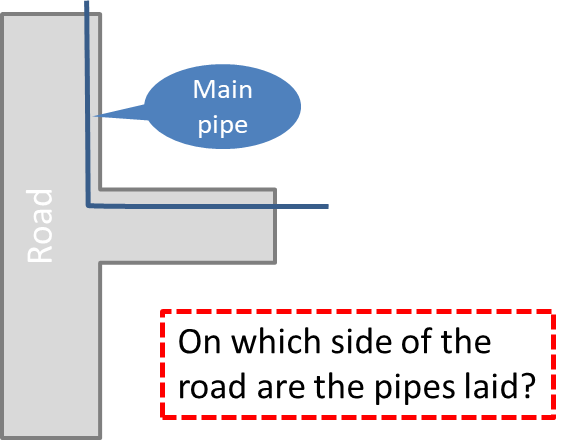 Main
pipe
Road
On which side of the
road are the pipes laid?